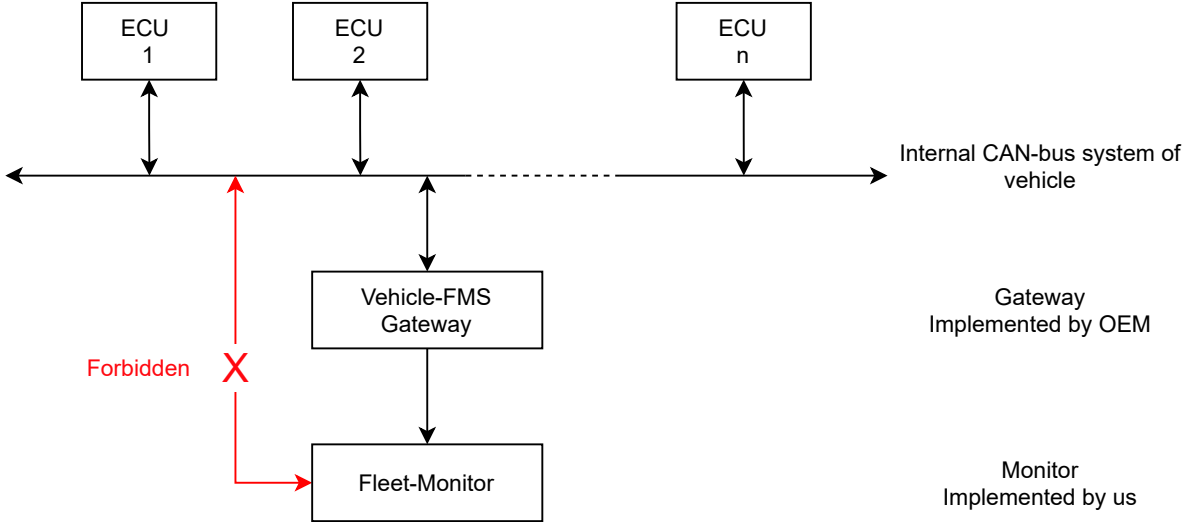 ECU
1
ECU
2
ECU
n
Internal CAN-bus system of
vehicle
Vehicle-FMS
Gateway
Gateway
Implemented by OEM
Forbidden
X
Fleet-Monitor
Monitor
Implemented by us